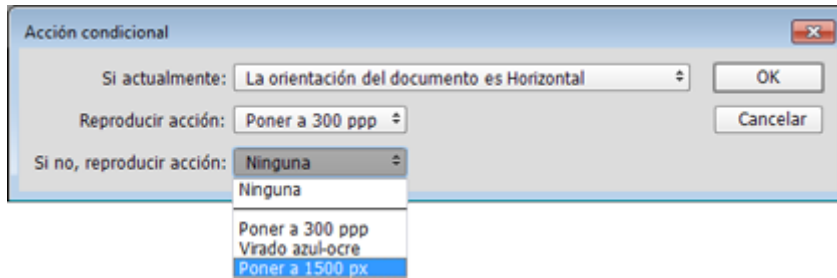 Acción condicional
Si actualmente: La orientación del documento es Horizontal OK
Reproducir acción: Poner a 300 ppp Cancelar
Si no, reproducir acción: Ninguna
Ninguna
Poner a 300 ppp
Virado azul-ocre
Poner a 1500 px